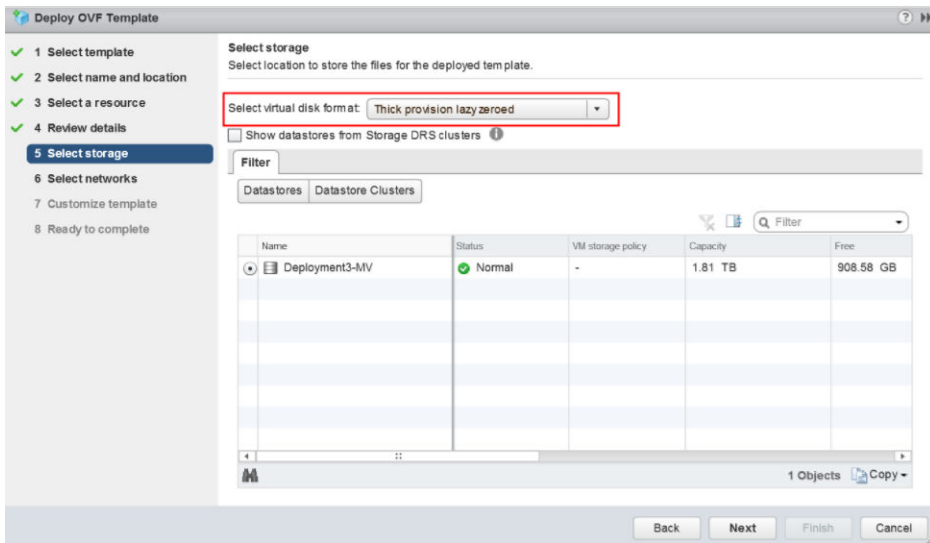 Deploy OVF Template
1 Select template
2 Select name and location
3 Select a resource
4 Review details
5 Select storage
6 Select networks
7 Customize template
8 Ready to complete
Select storage
Select location to store the files for the deployed template.
Select virtual disk format: Thick provision lazy zeroed
Show datastores from Storage DRS clusters
Filter
Datastores Datastore Clusters
Filter
Name Status VM storage policy Capacity Free
Deployment3-MV Normal - 1.81 TB 908.58 GB
1 Objects Copy
Back Next Finish Cancel